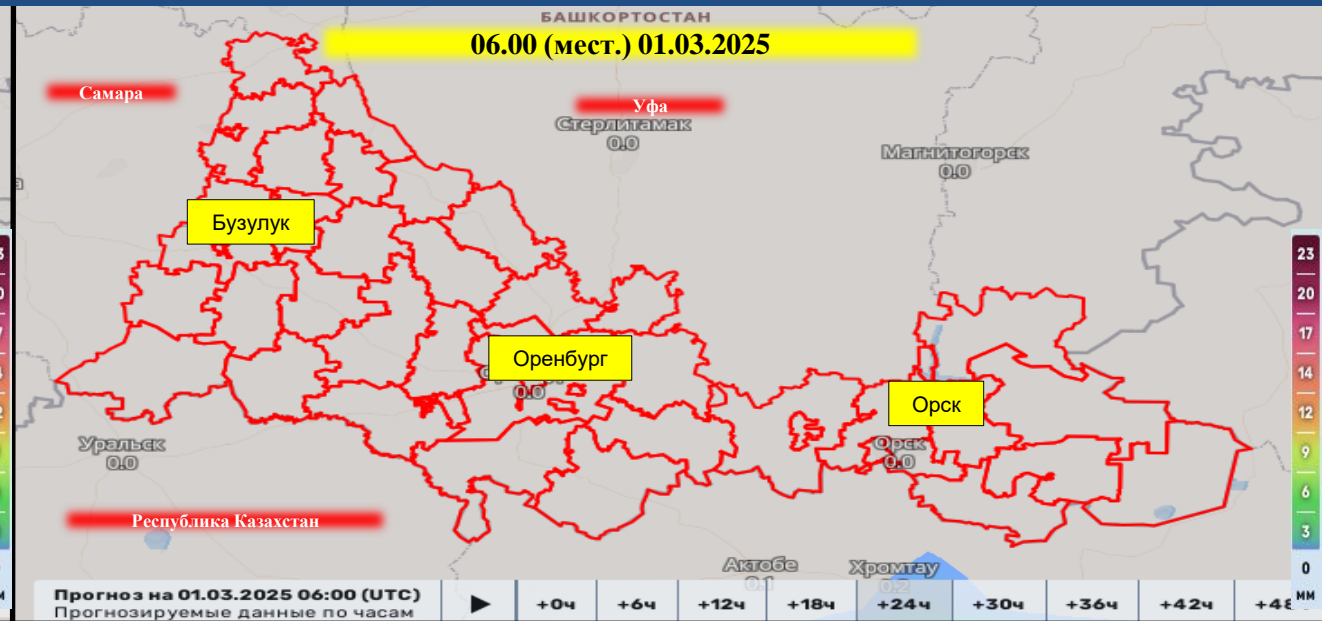 БАШКОРТОСТАН
06.00 (мест.) 01.03.2025
Самара
Уфа
Стерлитамак
0.0
Магнитогорск
0.0
Бузулук
Оренбург
0.0
Орск
Орск
0.0
Уральск
0.0
Республика Казахстан
Актобе
0.1
Хромтау
0.2
23
20
17
14
12
9
6
3
0
мм
Прогноз на 01.03.2025 06:00 (UTC)
Прогнозируемые данные по часам
+0ч +6ч +12ч +18ч +24ч +30ч +36ч +42ч